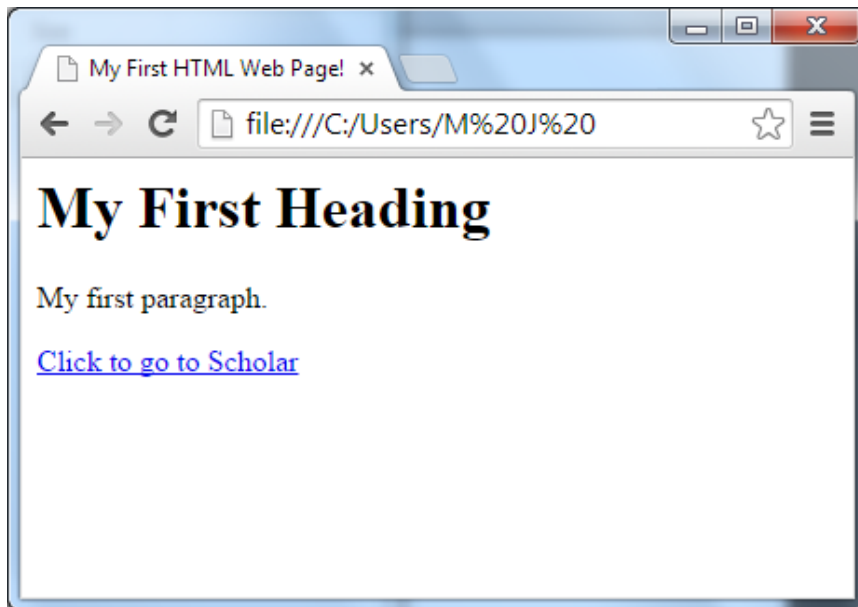 My First HTML Web Page!
file:///C:/Users/M%20J%20
My First Heading
My first paragraph.
Click to go to Scholar